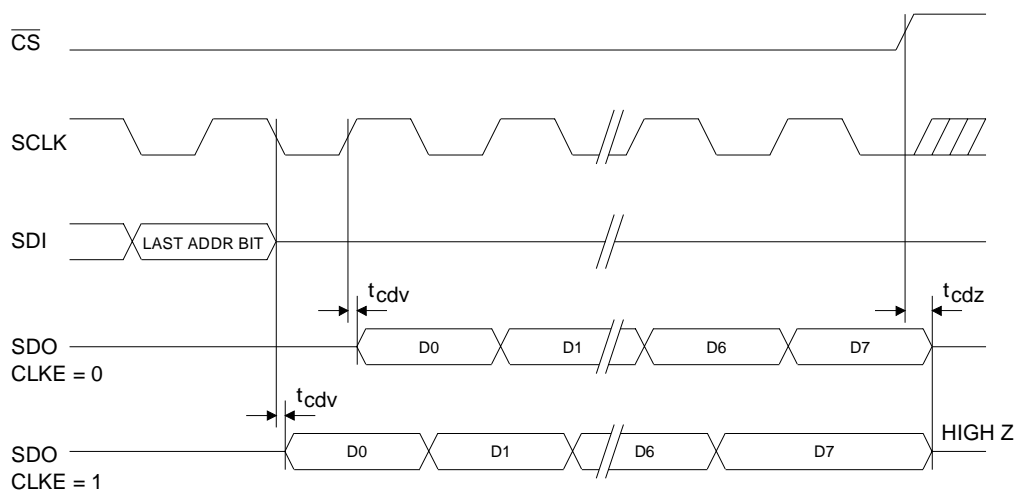 CS
SCLK
SDI LAST ADDR BIT
tcdv tcdz
SDO D0 D1 D6 D7
CLKE = 0
tcdv
HIGH Z
SDO D0 D1 D6 D7
CLKE = 1